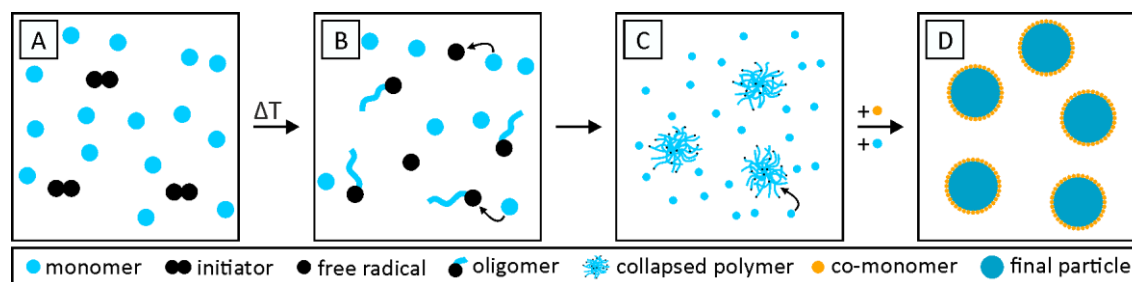 A
B
C
D
ΔT
+
+
monomer initiator free radical oligomer collapsed polymer co-monomer final particle